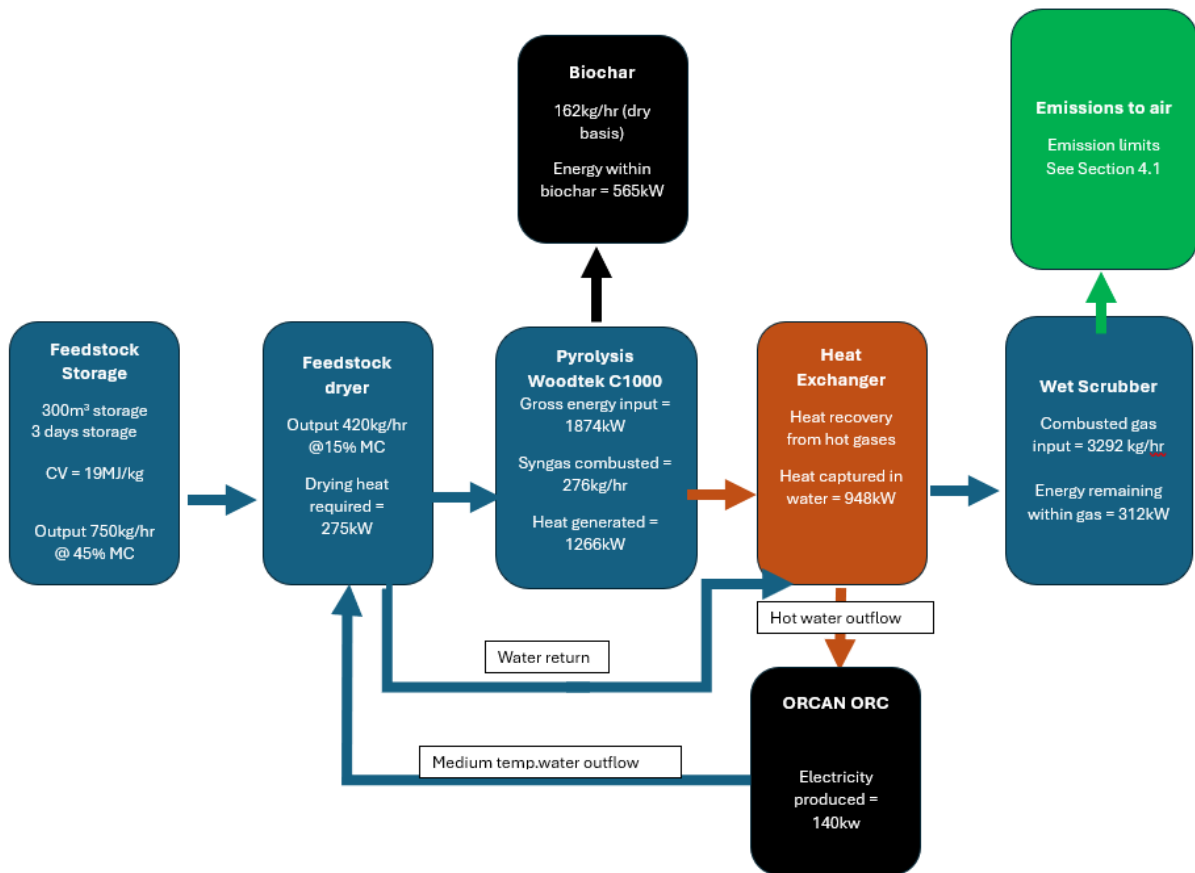 Biochar
162kg/hr (dry
basis)
Energy within
biochar = 565kW
Emissions to air
Emission limits
See Section 4.1
Feedstock
Storage
300m³ storage
3 days storage
CV = 19MJ/kg
Output 750kg/hr
@ 45% MC
Feedstock
dryer
Output 420kg/hr
@15% MC
Drying heat
required =
275kW
Pyrolysis
Woodtek C1000
Gross energy input =
1874kW
Syngas combusted =
276kg/hr
Heat generated =
1266kW
Heat
Exchanger
Heat recovery
from hot gases
Heat captured in
water = 948kW
Wet Scrubber
Combusted gas
input = 3292 kg/hr
Energy remaining
within gas = 312kW
Hot water outflow
Water return
Medium temp.water outflow
ORCAN ORC
Electricity
produced =
140kw